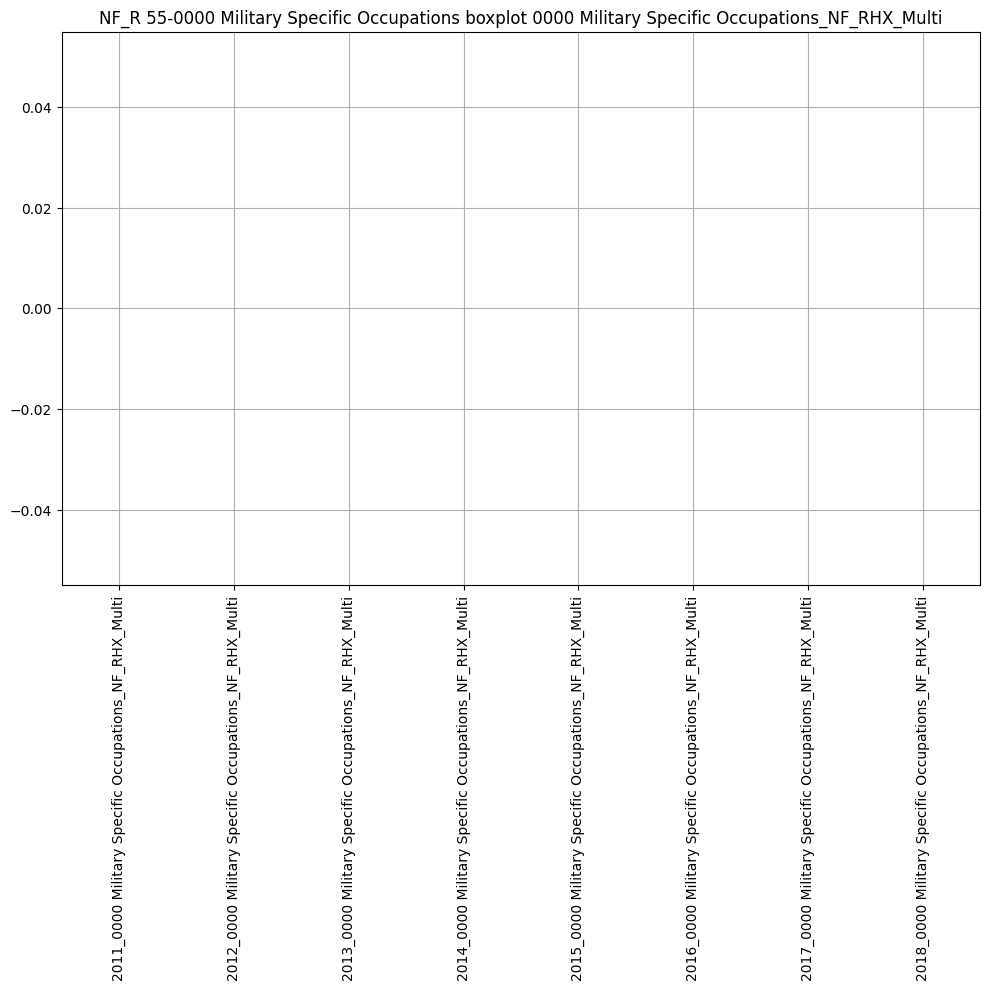 NF_R 55-0000 Military Specific Occupations boxplot 0000 Military Specific Occupations_NF_RHX_Multi
0.04
0.02
0.00
−0.02
−0.04
2011_0000 Military Specific Occupations_NF_RHX_Multi
2012_0000 Military Specific Occupations_NF_RHX_Multi
2013_0000 Military Specific Occupations_NF_RHX_Multi
2014_0000 Military Specific Occupations_NF_RHX_Multi
2015_0000 Military Specific Occupations_NF_RHX_Multi
2016_0000 Military Specific Occupations_NF_RHX_Multi
2017_0000 Military Specific Occupations_NF_RHX_Multi
2018_0000 Military Specific Occupations_NF_RHX_Multi